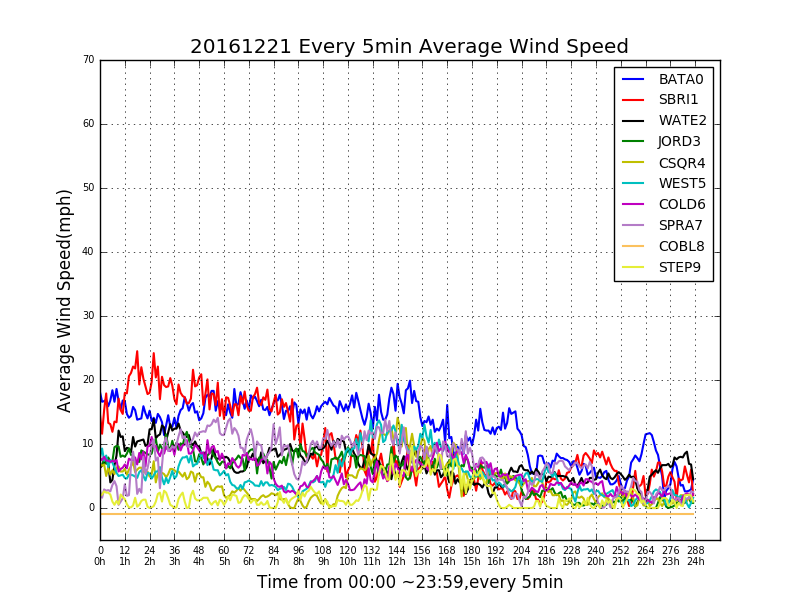 20161221 Every 5min Average Wind Speed
70
60
50
40
30
20
10
0
Average Wind Speed(mph)
BATA0
SBRI1
WATE2
JORD3
CSQR4
WEST5
COLD6
SPRA7
COBL8
STEP9
0 12 24 36 48 60 72 84 96 108 120 132 144 156 168 180 192 204 216 228 240 252 264 276 288
0h 1h 2h 3h 4h 5h 6h 7h 8h 9h 10h 11h 12h 13h 14h 15h 16h 17h 18h 19h 20h 21h 22h 23h 24h
Time from 00:00 ~23:59,every 5min